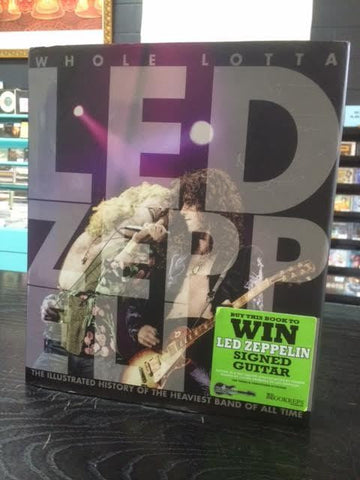 WHOLE LOTTA
LED
ZEPP
THE ILLUSTRATED HISTORY OF THE HEAVIEST BAND OF ALL TIME
BUY THIS BOOK TO
WIN
LED ZEPPELIN
SIGNED
GUITAR